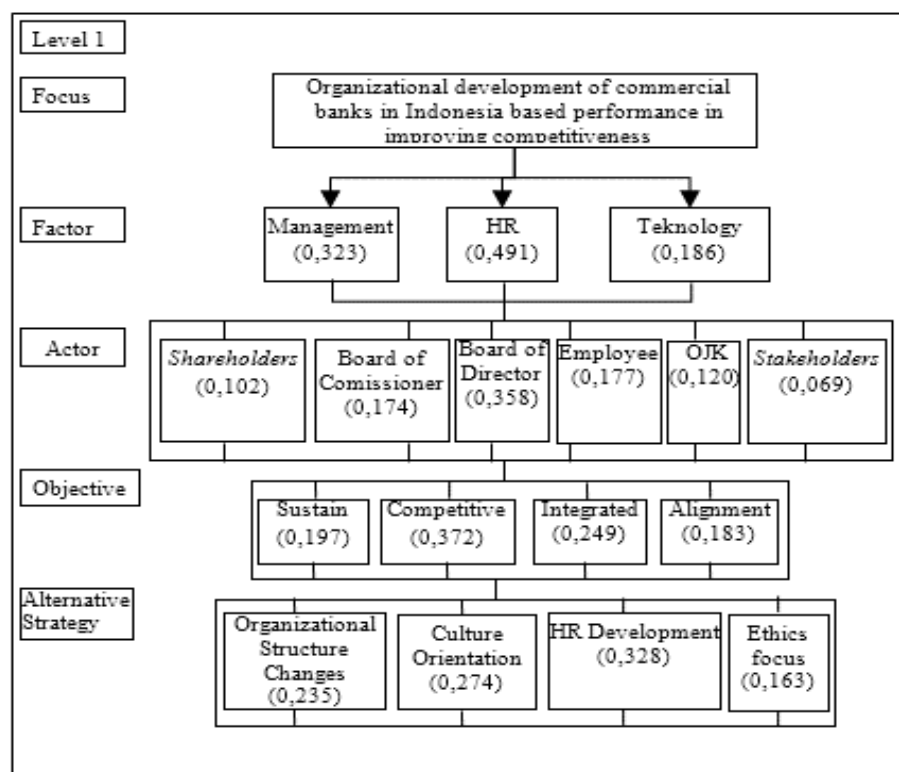 Level 1
Focus
Organizational development of commercial
banks in Indonesia based performance in
improving competitiveness
Factor
Management
(0,323)
HR
(0,491)
Teknology
(0,186)
Actor
Shareholders
(0,102)
Board of
Comissioner
(0,174)
Board of
Director
(0,358)
Employee
(0,177)
OJK
(0,120)
Stakeholders
(0,069)
Objective
Sustain
(0,197)
Competitive
(0,372)
Integrated
(0,249)
Alignment
(0,183)
Alternative
Strategy
Organizational
Structure
Changes
(0,235)
Culture
Orientation
(0,274)
HR Development
(0,328)
Ethics
focus
(0,163)